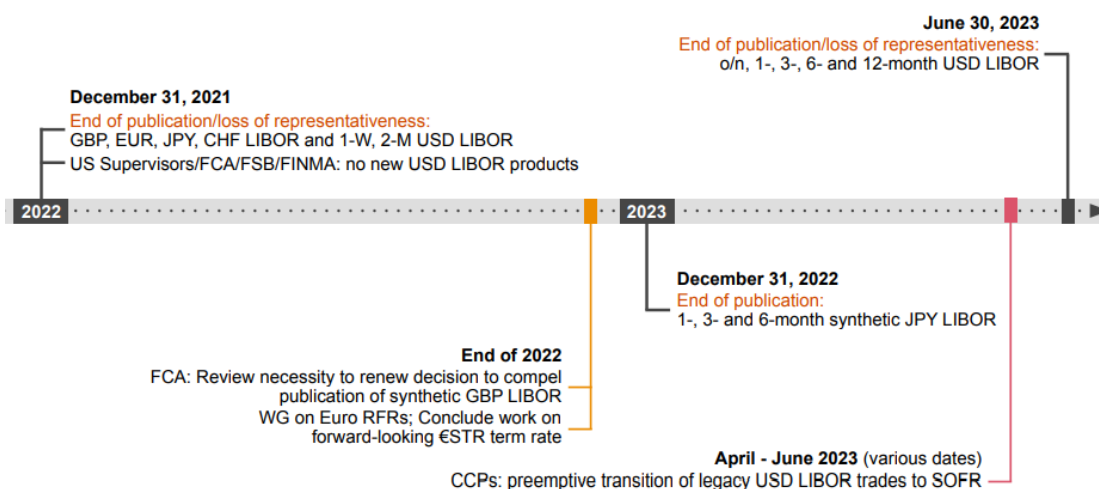 June 30, 2023
End of publication/loss of representativeness:
o/n, 1-, 3-, 6- and 12-month USD LIBOR
December 31, 2021
End of publication/loss of representativeness:
GBP, EUR, JPY, CHF LIBOR and 1-W, 2-M USD LIBOR
US Supervisors/FCA/FSB/FINMA: no new USD LIBOR products
2022
2023
December 31, 2022
End of publication:
1-, 3- and 6-month synthetic JPY LIBOR
End of 2022
FCA: Review necessity to renew decision to compel
publication of synthetic GBP LIBOR
WG on Euro RFRs; Conclude work on
forward-looking €STR term rate
April - June 2023 (various dates)
CCPs: preemptive transition of legacy USD LIBOR trades to SOFR